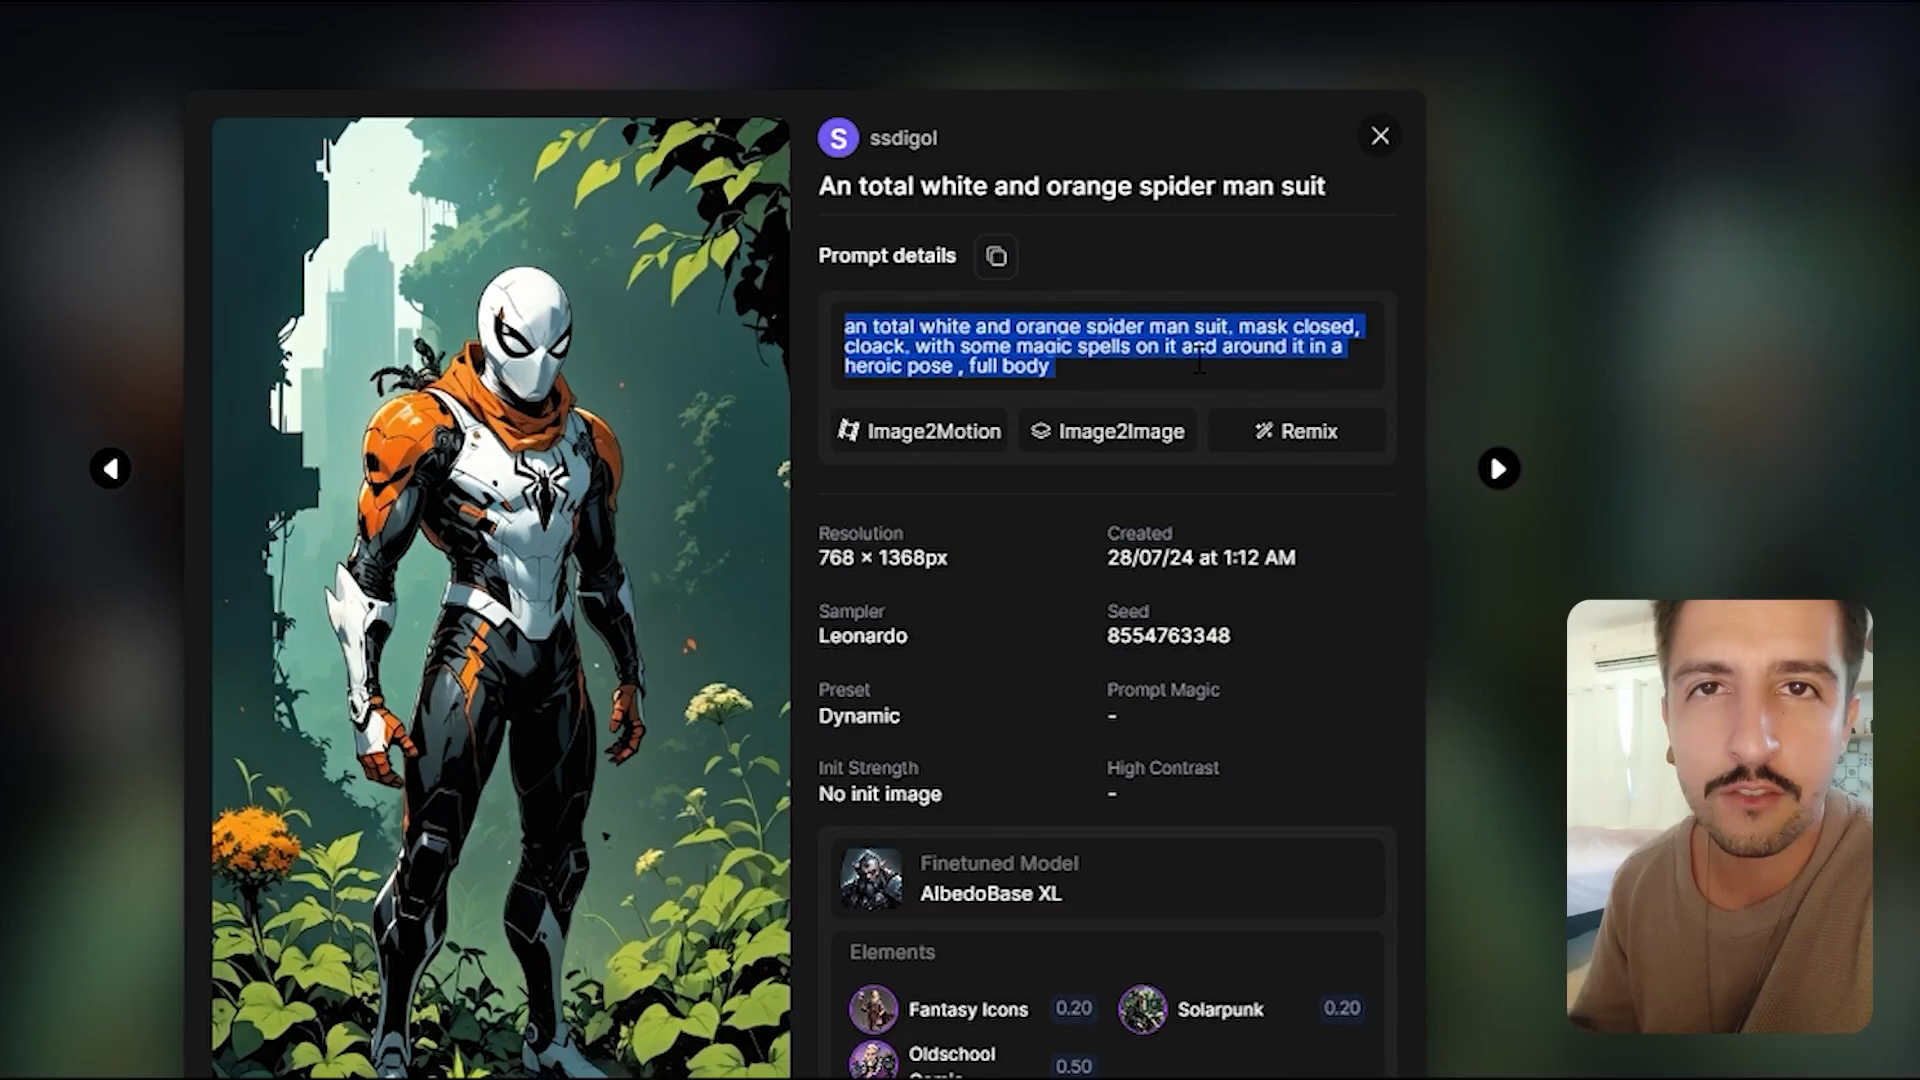 S ssdigol
An total white and orange spider man suit
Prompt details
an total white and orange spider man suit, mask closed,
cloack, with some magic spells on it and around it in a
heroic pose , full body
Image2Motion Image2Image Remix
Resolution Created
768 × 1368px 28/07/24 at 1:12 AM
Sampler Seed
Leonardo 8554763348
Preset Prompt Magic
Dynamic -
Init Strength High Contrast
No init image -
Finetuned Model
AlbedoBase XL
Elements
Fantasy Icons 0.20 Solarpunk 0.20
Oldschool 0.50